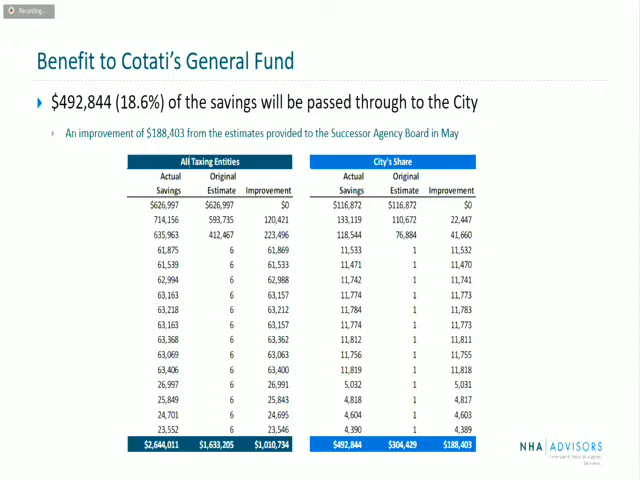 Recording...
Benefit to Cotati's General Fund
$492,844 (18.6%) of the savings will be passed through to the City
An improvement of $188,403 from the estimates provided to the Successor Agency Board in May
All Taxing Entities City's Share
Actual Original Actual Original
Savings Estimate Improvement Savings Estimate Improvement
$626,997 $626,997 $0 $116,872 $116,872 $0
714,156 593,735 120,421 133,119 110,672 22,447
635,963 412,467 223,496 118,544 76,884 41,660
61,875 6 61,869 11,533 1 11,532
61,539 6 61,533 11,471 1 11,470
62,994 6 62,988 11,742 1 11,741
63,163 6 63,157 11,774 1 11,773
63,218 6 63,212 11,784 1 11,783
63,163 6 63,157 11,774 1 11,773
63,368 6 63,362 11,812 1 11,811
63,069 6 63,063 11,756 1 11,755
63,406 6 63,400 11,819 1 11,818
26,997 6 26,991 5,032 1 5,031
25,849 6 25,843 4,818 1 4,817
24,701 6 24,695 4,604 1 4,603
23,552 6 23,546 4,390 1 4,389
$2,644,011 $1,633,205 $1,010,734 $492,844 $304,429 $188,403
NHA ADVISORS